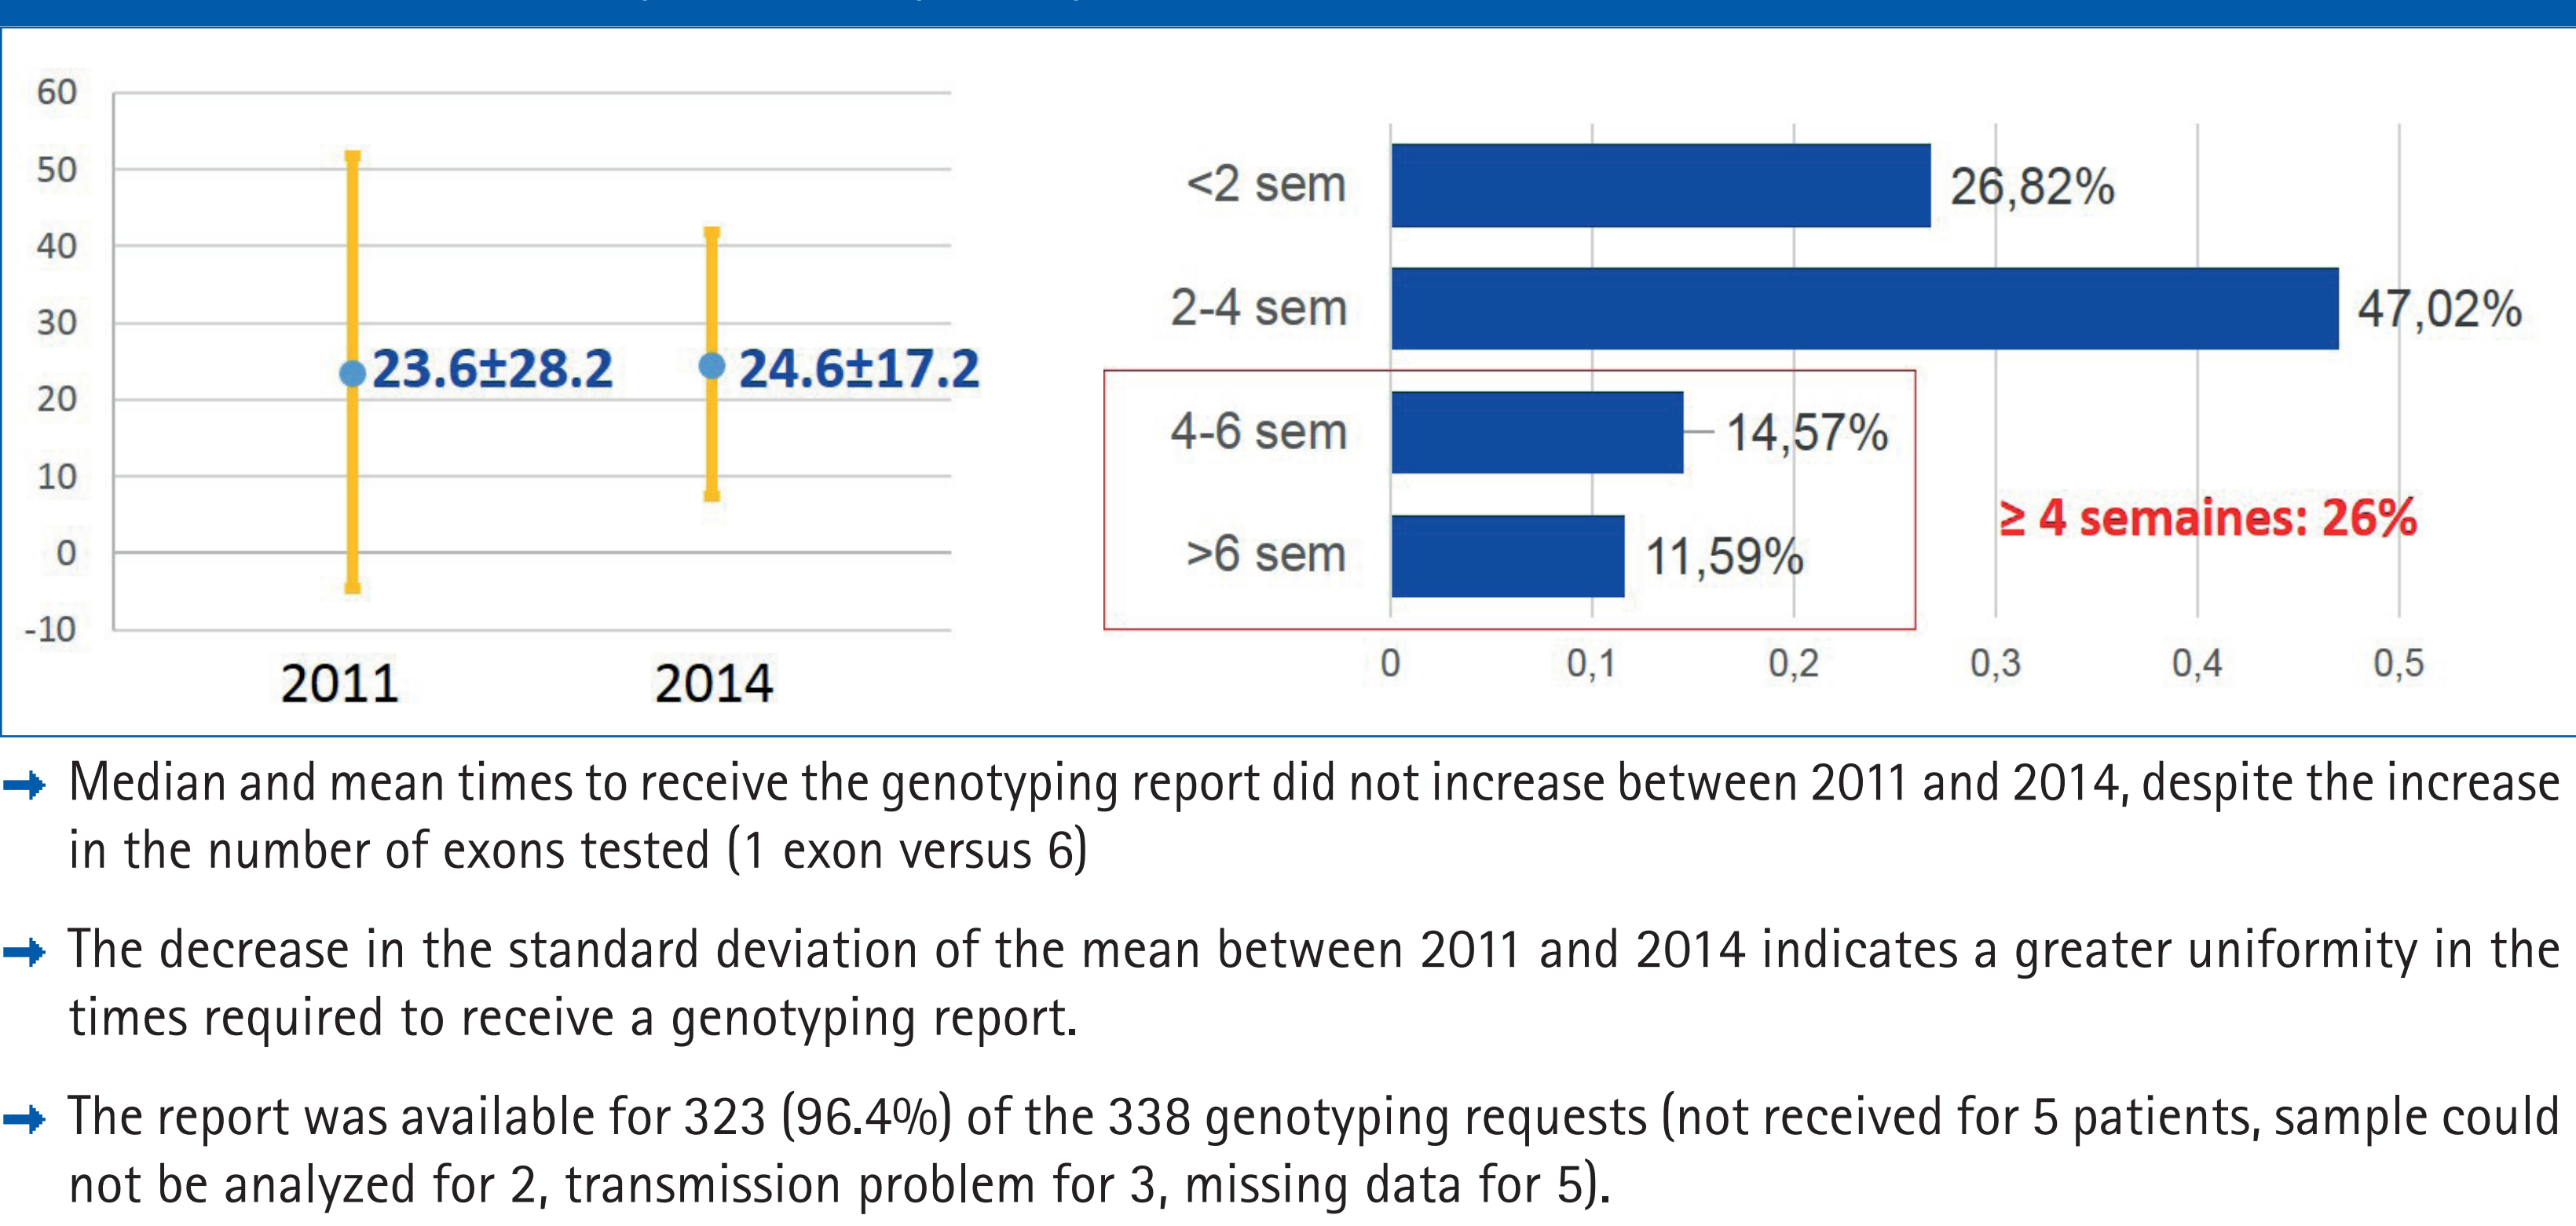 60
50
40
30
20
10
0
-10
23.6±28.2
24.6±17.2
2011
2014
<2 sem
26,82%
2-4 sem
47,02%
4-6 sem
14,57%
>6 sem
11,59%
≥ 4 semaines: 26%
0
0,1
0,2
0,3
0,4
0,5
Median and mean times to receive the genotyping report did not increase between 2011 and 2014, despite the increase
in the number of exons tested (1 exon versus 6)
The decrease in the standard deviation of the mean between 2011 and 2014 indicates a greater uniformity in the
times required to receive a genotyping report.
The report was available for 323 (96.4%) of the 338 genotyping requests (not received for 5 patients, sample could
not be analyzed for 2, transmission problem for 3, missing data for 5).